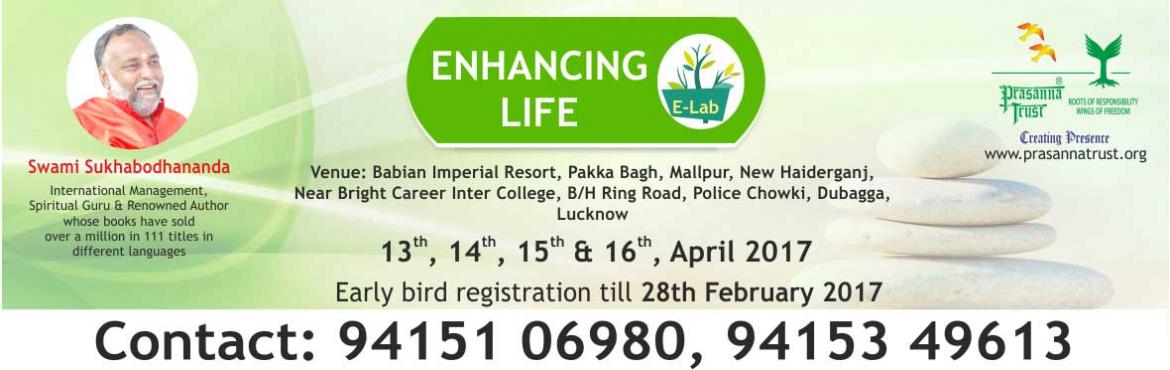 Swami Sukhabodhananda
International Management,
Spiritual Guru & Renowned Author
whose books have sold
over a million in 111 titles in
different languages
ENHANCING
LIFE
E-Lab
Prasanna®
Trust
ROOTS OF RESPONSIBILITY
WINGS OF FREEDOM
Creating Presence
www.prasannatrust.org
Venue: Babian Imperial Resort, Pakka Bagh, Mallpur, New Haiderganj,
Near Bright Career Inter College, B/H Ring Road, Police Chowki, Dubagga,
Lucknow
13th, 14th, 15th & 16th, April 2017
Early bird registration till 28th February 2017
Contact: 94151 06980, 94153 49613